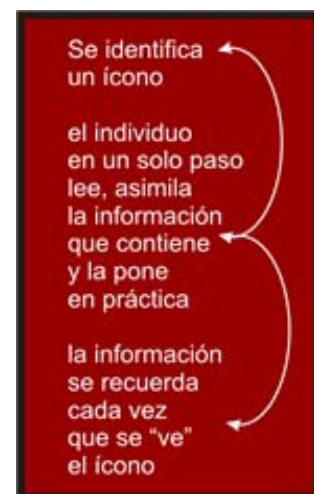 Se identifica
un ícono
el individuo
en un solo paso
lee, asimila
la información
que contiene
y la pone
en práctica
la información
se recuerda
cada vez
que se “ve”
el ícono